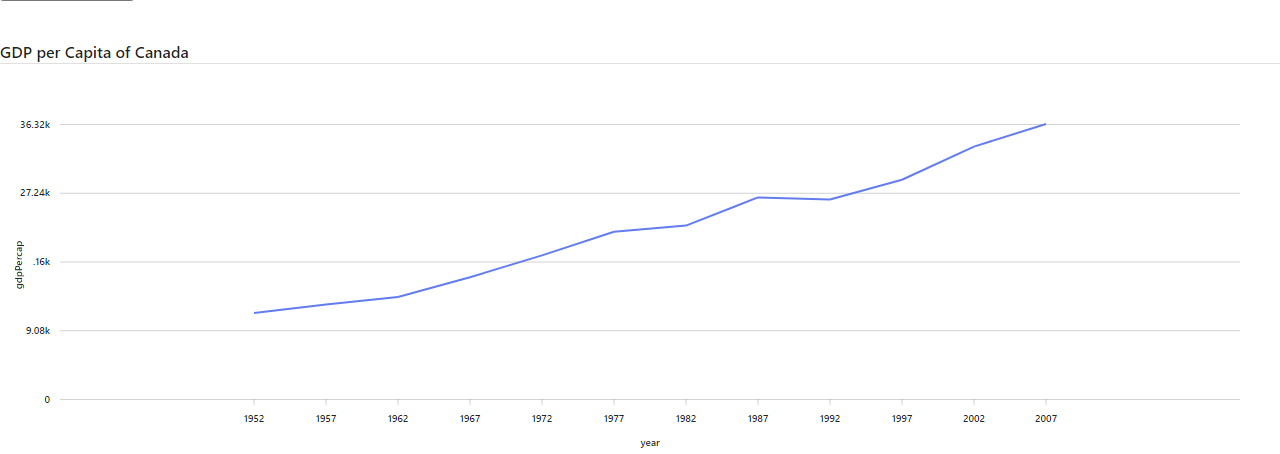 GDP per Capita of Canada
36.32k
27.24k
.16k
9.08k
0
gdpPercap
1952 1957 1962 1967 1972 1977 1982 1987 1992 1997 2002 2007
year